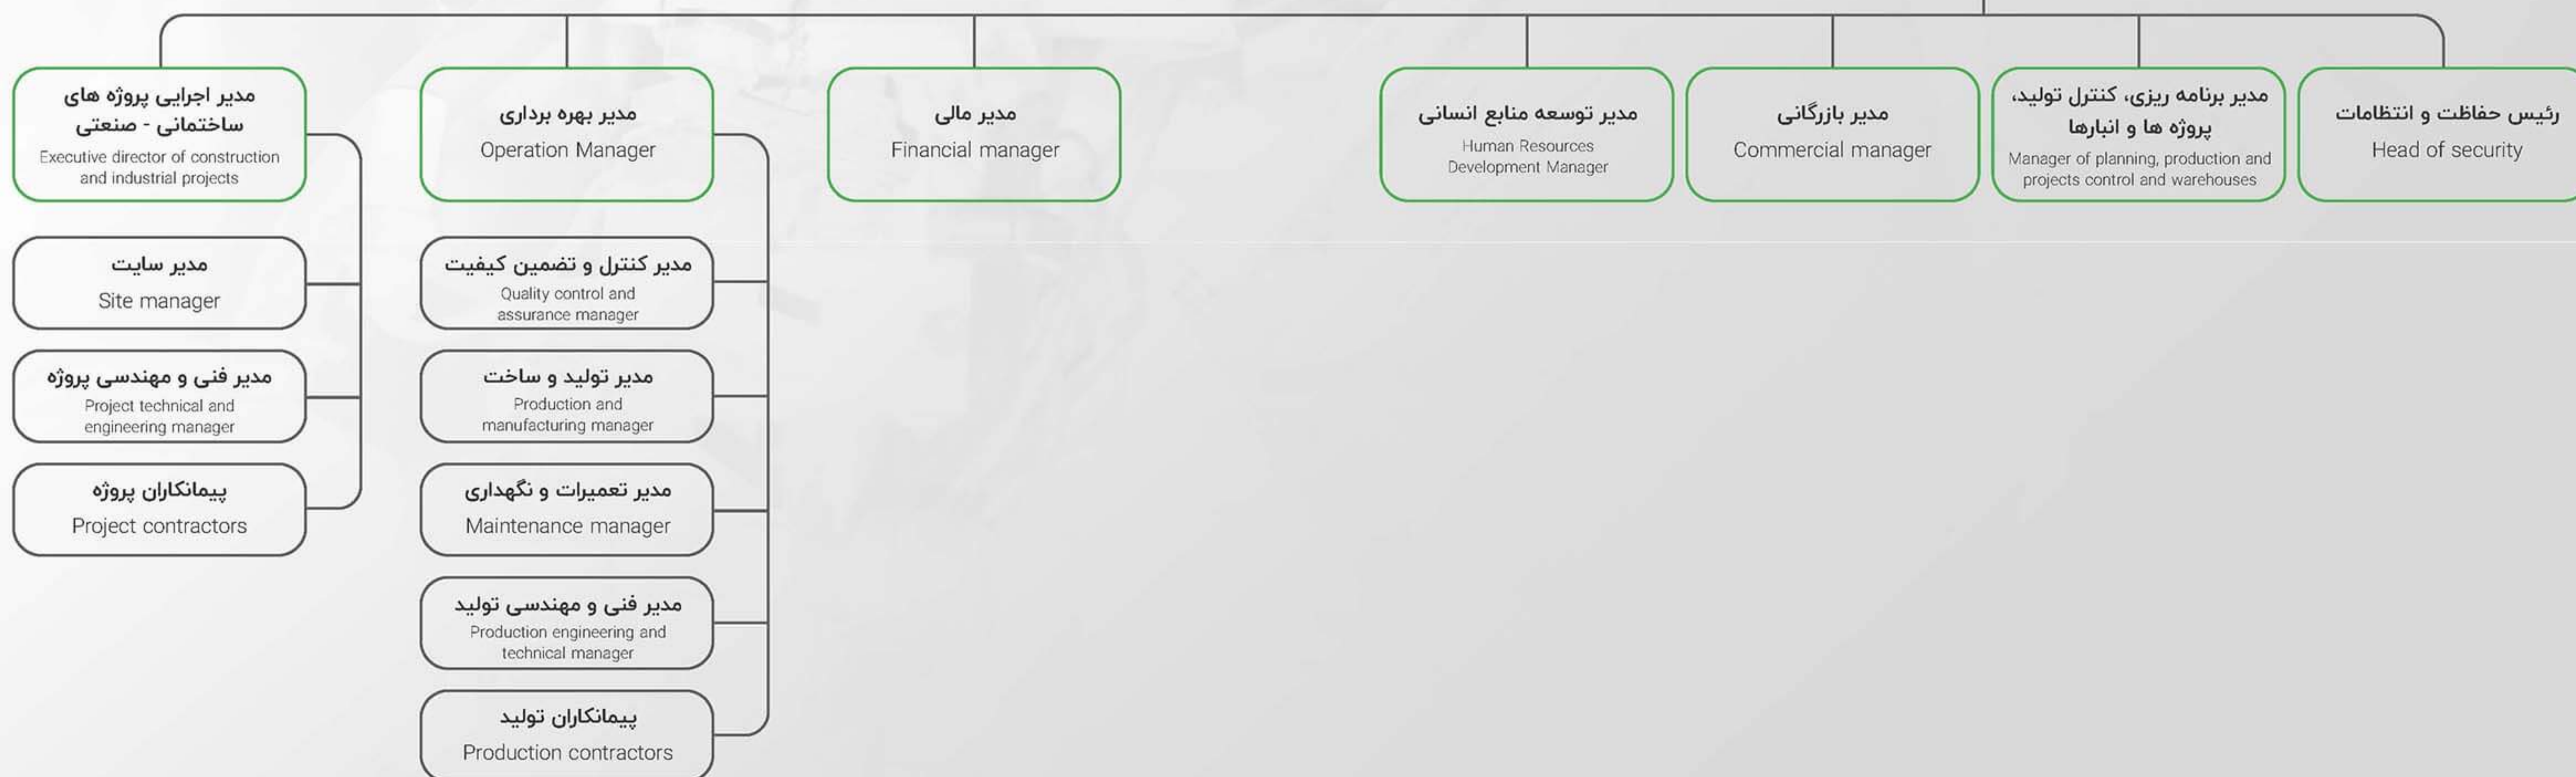 مدیر اجرایی پروژه های
ساختمانی - صنعتی
Executive director of construction
and industrial projects
مدیر بهره برداری
Operation Manager
مدیر مالی
Financial manager
مدیر توسعه منابع انسانی
Human Resources
Development Manager
مدیر بازرگانی
Commercial manager
مدیر برنامه ریزی، کنترل تولید،
پروژه ها و انبارها
Manager of planning, production and
projects control and warehouses
رئیس حفاظت و انتظامات
Head of security
مدیر سایت
Site manager
مدیر فنی و مهندسی پروژه
Project technical and
engineering manager
پیمانکاران پروژه
Project contractors
مدیر کنترل و تضمین کیفیت
Quality control and
assurance manager
مدیر تولید و ساخت
Production and
manufacturing manager
مدیر تعمیرات و نگهداری
Maintenance manager
مدیر فنی و مهندسی تولید
Production engineering and
technical manager
پیمانکاران تولید
Production contractors